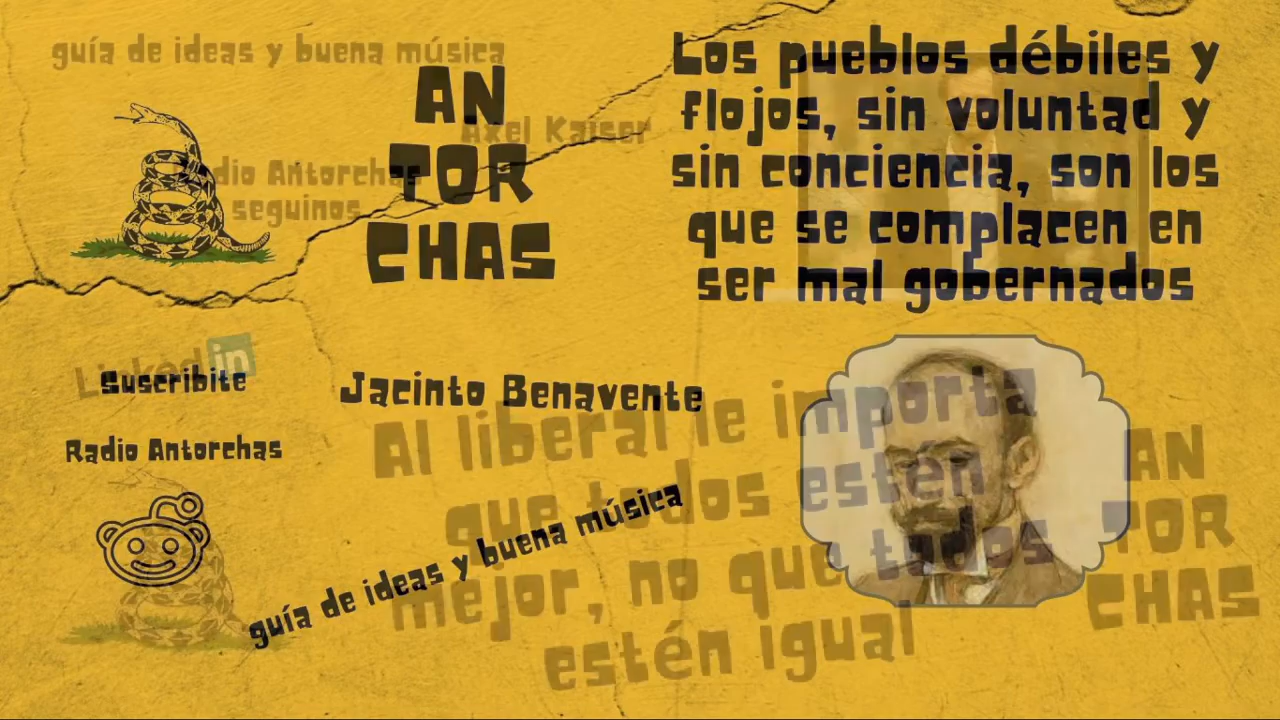 guía de ideas y buena música
AN
TOR
CHAS
Axel Kaiser
Radio Antorchas
seguinos
Los pueblos débiles y
flojos, sin voluntad y
sin conciencia, son los
que se complacen en
ser mal gobernados
Linked in
Suscribite
Jacinto Benavente
Radio Antorchas
Al liberal le importa
que todos estén
mejor, no que todos
estén igual
guía de ideas y buena música
AN
TOR
CHAS